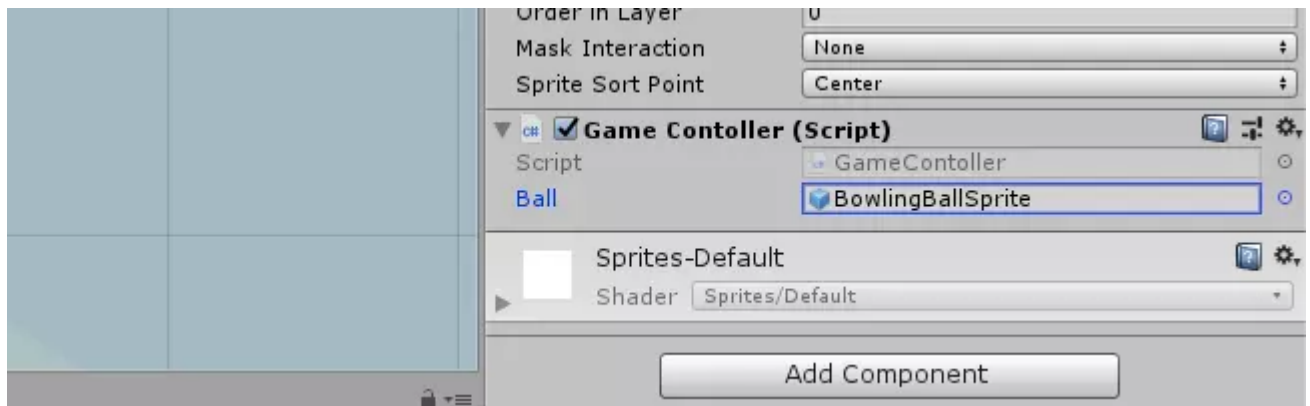 Order in Layer 0
Mask Interaction None
Sprite Sort Point Center
C# Game Contoller (Script)
Script GameContoller
Ball BowlingBallSprite
Sprites-Default
Shader Sprites/Default
Add Component